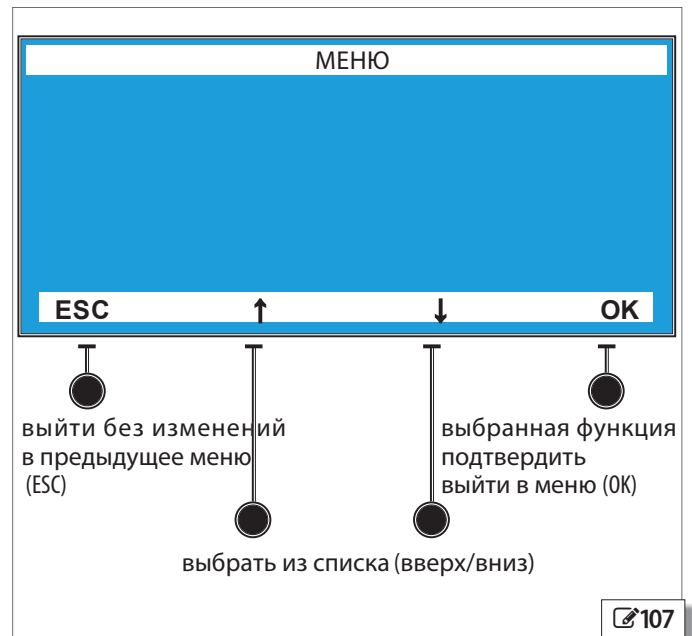 МЕНЮ
ESC ↑ ↓ OK
выйти без изменений
в предыдущее меню
(ESC)
выбранная функция
подтвердить
выйти в меню (OK)
выбрать из списка (вверх/вниз)
107